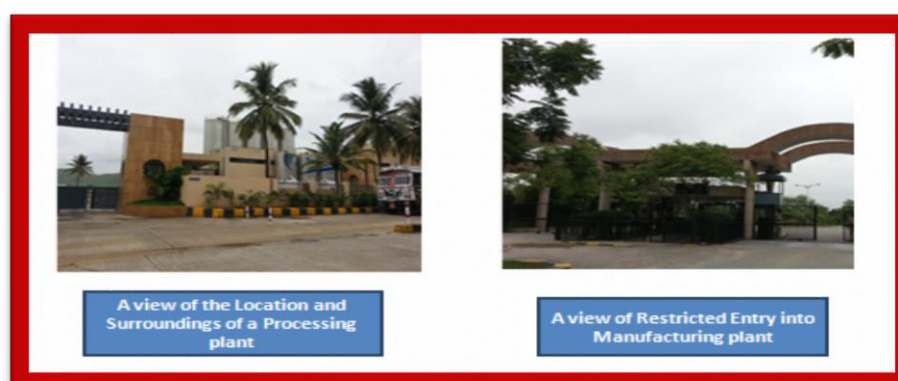 A view of the Location and
Surroundings of a Processing
plant
A view of Restricted Entry into
Manufacturing plant